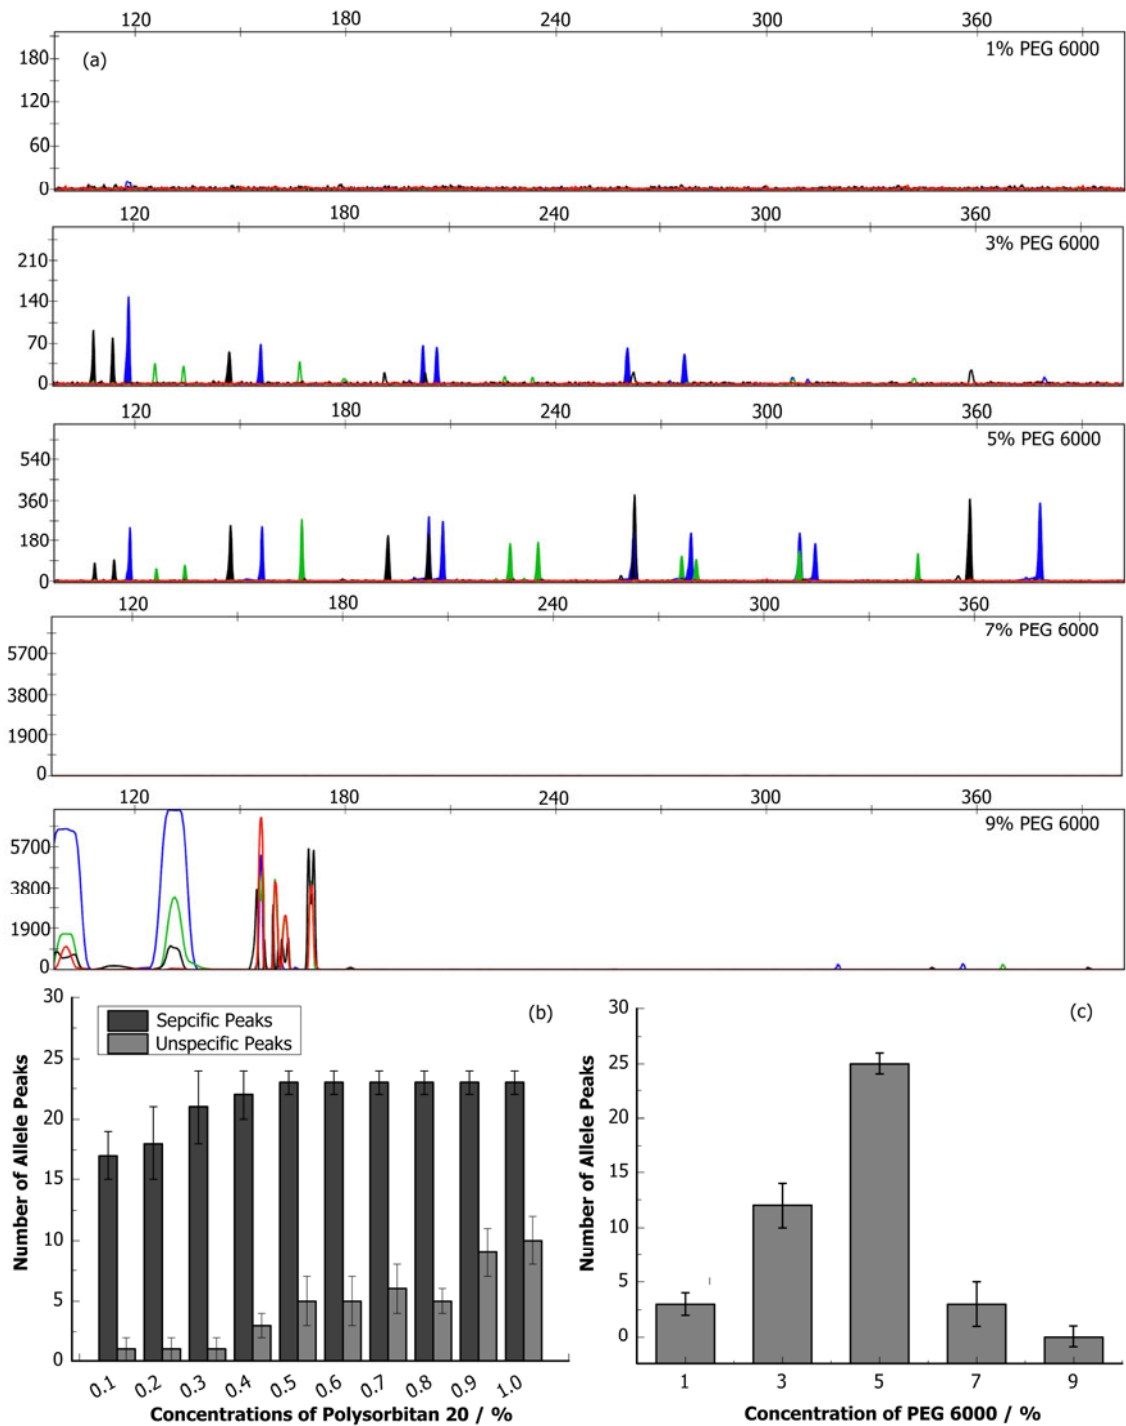 120 180 240 300 360
(a)
1% PEG 6000
180
120
60
0
120 180 240 300 360
3% PEG 6000
210
140
70
0
120 180 240 300 360
5% PEG 6000
540
360
180
0
120 180 240 300 360
7% PEG 6000
5700
3800
1900
0
120 180 240 300 360
9% PEG 6000
5700
3800
1900
0
30
25
20
15
10
5
0
Number of Allele Peaks
Sepcific Peaks
Unspecific Peaks
(b)
0.1 0.2 0.3 0.4 0.5 0.6 0.7 0.8 0.9 1.0
Concentrations of Polysorbitan 20 / %
30
25
20
15
10
5
0
Number of Allele Peaks
(c)
1 3 5 7 9
Concentration of PEG 6000 / %